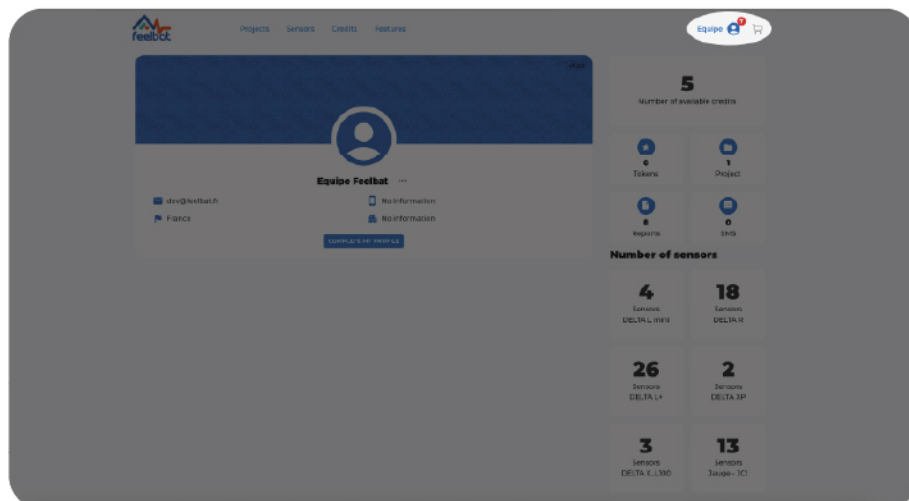 feelbat
Projects Sensors Credits Features
Equipe
5
Number of available credits
Equipe Feelbat ...
dev@feelbat.fr
No information
France
No information
COMPLETE MY PROFILE
0
Tokens
1
Project
Reports
0
SMS
Number of sensors
4
Sensors
DELTA L mini
18
Sensors
DELTA R
26
Sensors
DELTA L+
2
Sensors
3
Sensors
13
Sensors